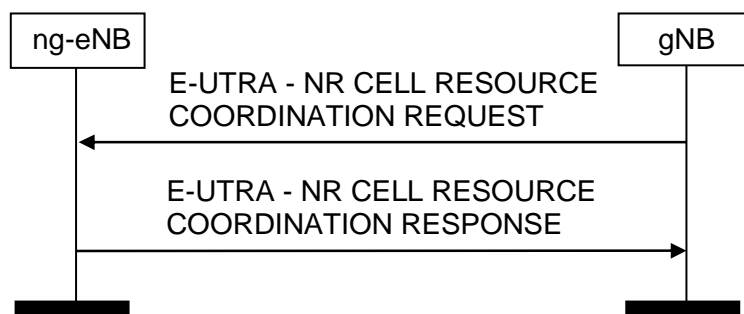 ng-eNB
gNB
E-UTRA - NR CELL RESOURCE
COORDINATION REQUEST
E-UTRA - NR CELL RESOURCE
COORDINATION RESPONSE